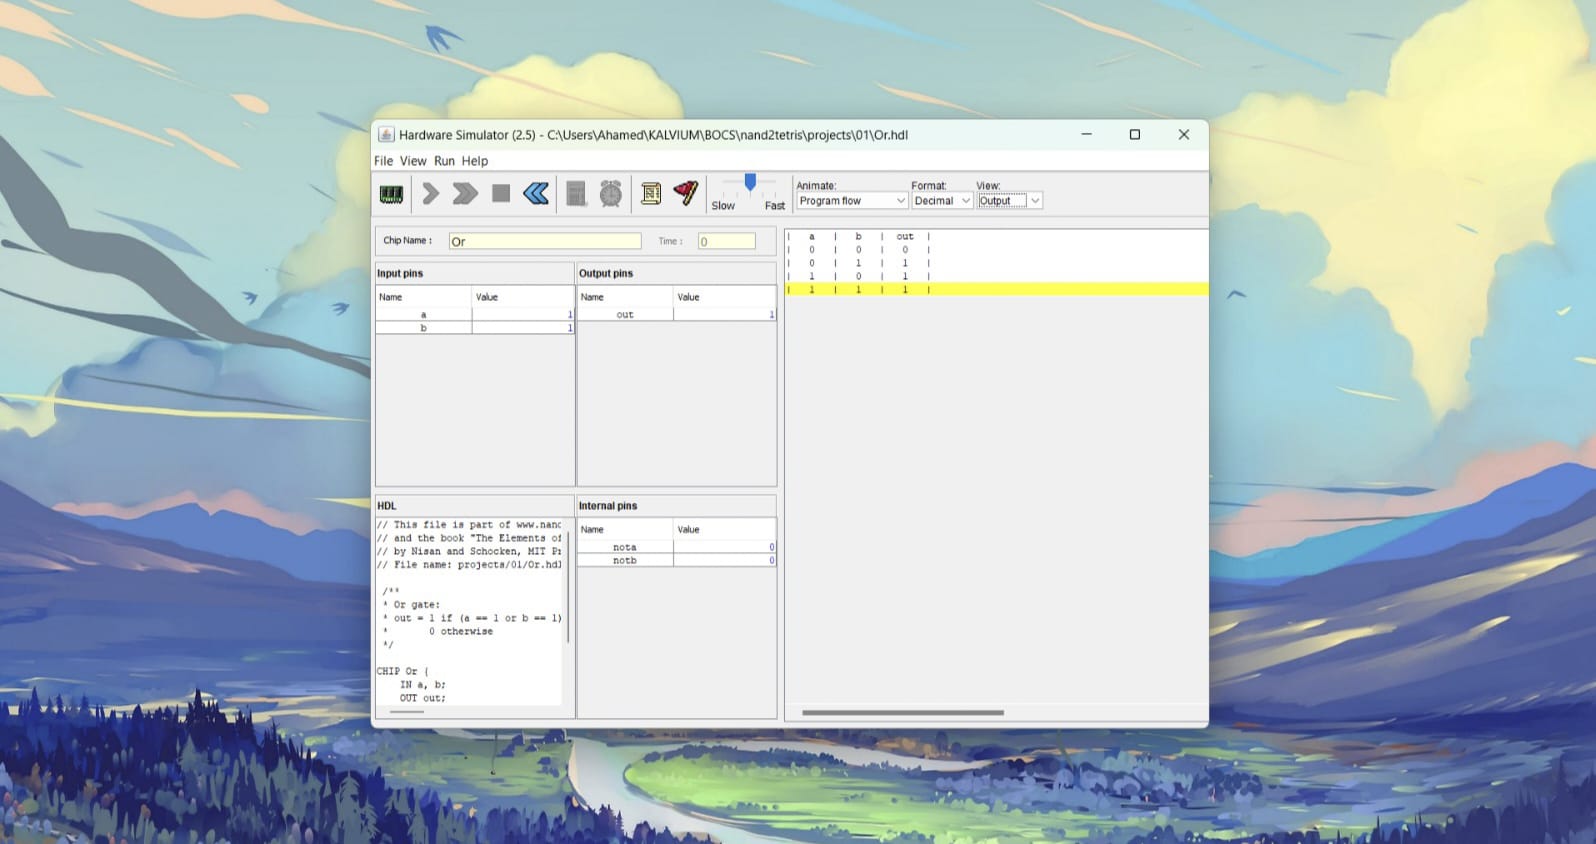 Hardware Simulator (2.5) - C:\Users\Ahamed\KALVIUM\BOCS\nand2tetris\projects\01\Or.hdl
File View Run Help
Slow Fast
Animate:
Program flow
Format:
Decimal
View:
Output
Chip Name : Or Time : 0
Input pins
Name Value
a 1
b 1
Output pins
Name Value
out 1
HDL
// This file is part of www.nand
// and the book "The Elements of
// by Nisan and Schocken, MIT Pr
// File name: projects/01/Or.hdl
/**
* Or gate:
* out = 1 if (a == 1 or b == 1)
* 0 otherwise
*/
CHIP Or {
IN a, b;
OUT out;
Internal pins
Name Value
nota 0
notb 0
| a | b | out |
| 0 | 0 | 0 |
| 0 | 1 | 1 |
| 1 | 0 | 1 |
| 1 | 1 | 1 |